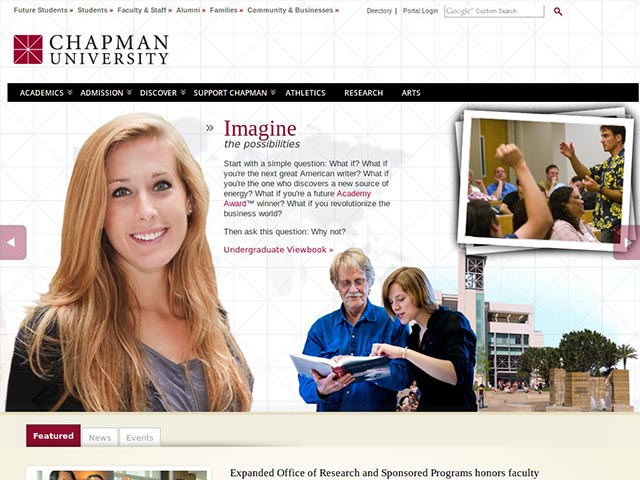 Future Students » Students » Faculty & Staff » Alumni » Families » Community & Businesses »
Directory | Portal Login Google™ Custom Search
CHAPMAN
UNIVERSITY
ACADEMICS ADMISSION DISCOVER SUPPORT CHAPMAN ATHLETICS RESEARCH ARTS
» Imagine
the possibilities
Start with a simple question: What if? What if
you're the next great American writer? What if
you're the one who discovers a new source of
energy? What if you're a future Academy
Award™ winner? What if you revolutionize the
business world?
Then ask this question: Why not?
Undergraduate Viewbook »
Featured News Events
Expanded Office of Research and Sponsored Programs honors faculty